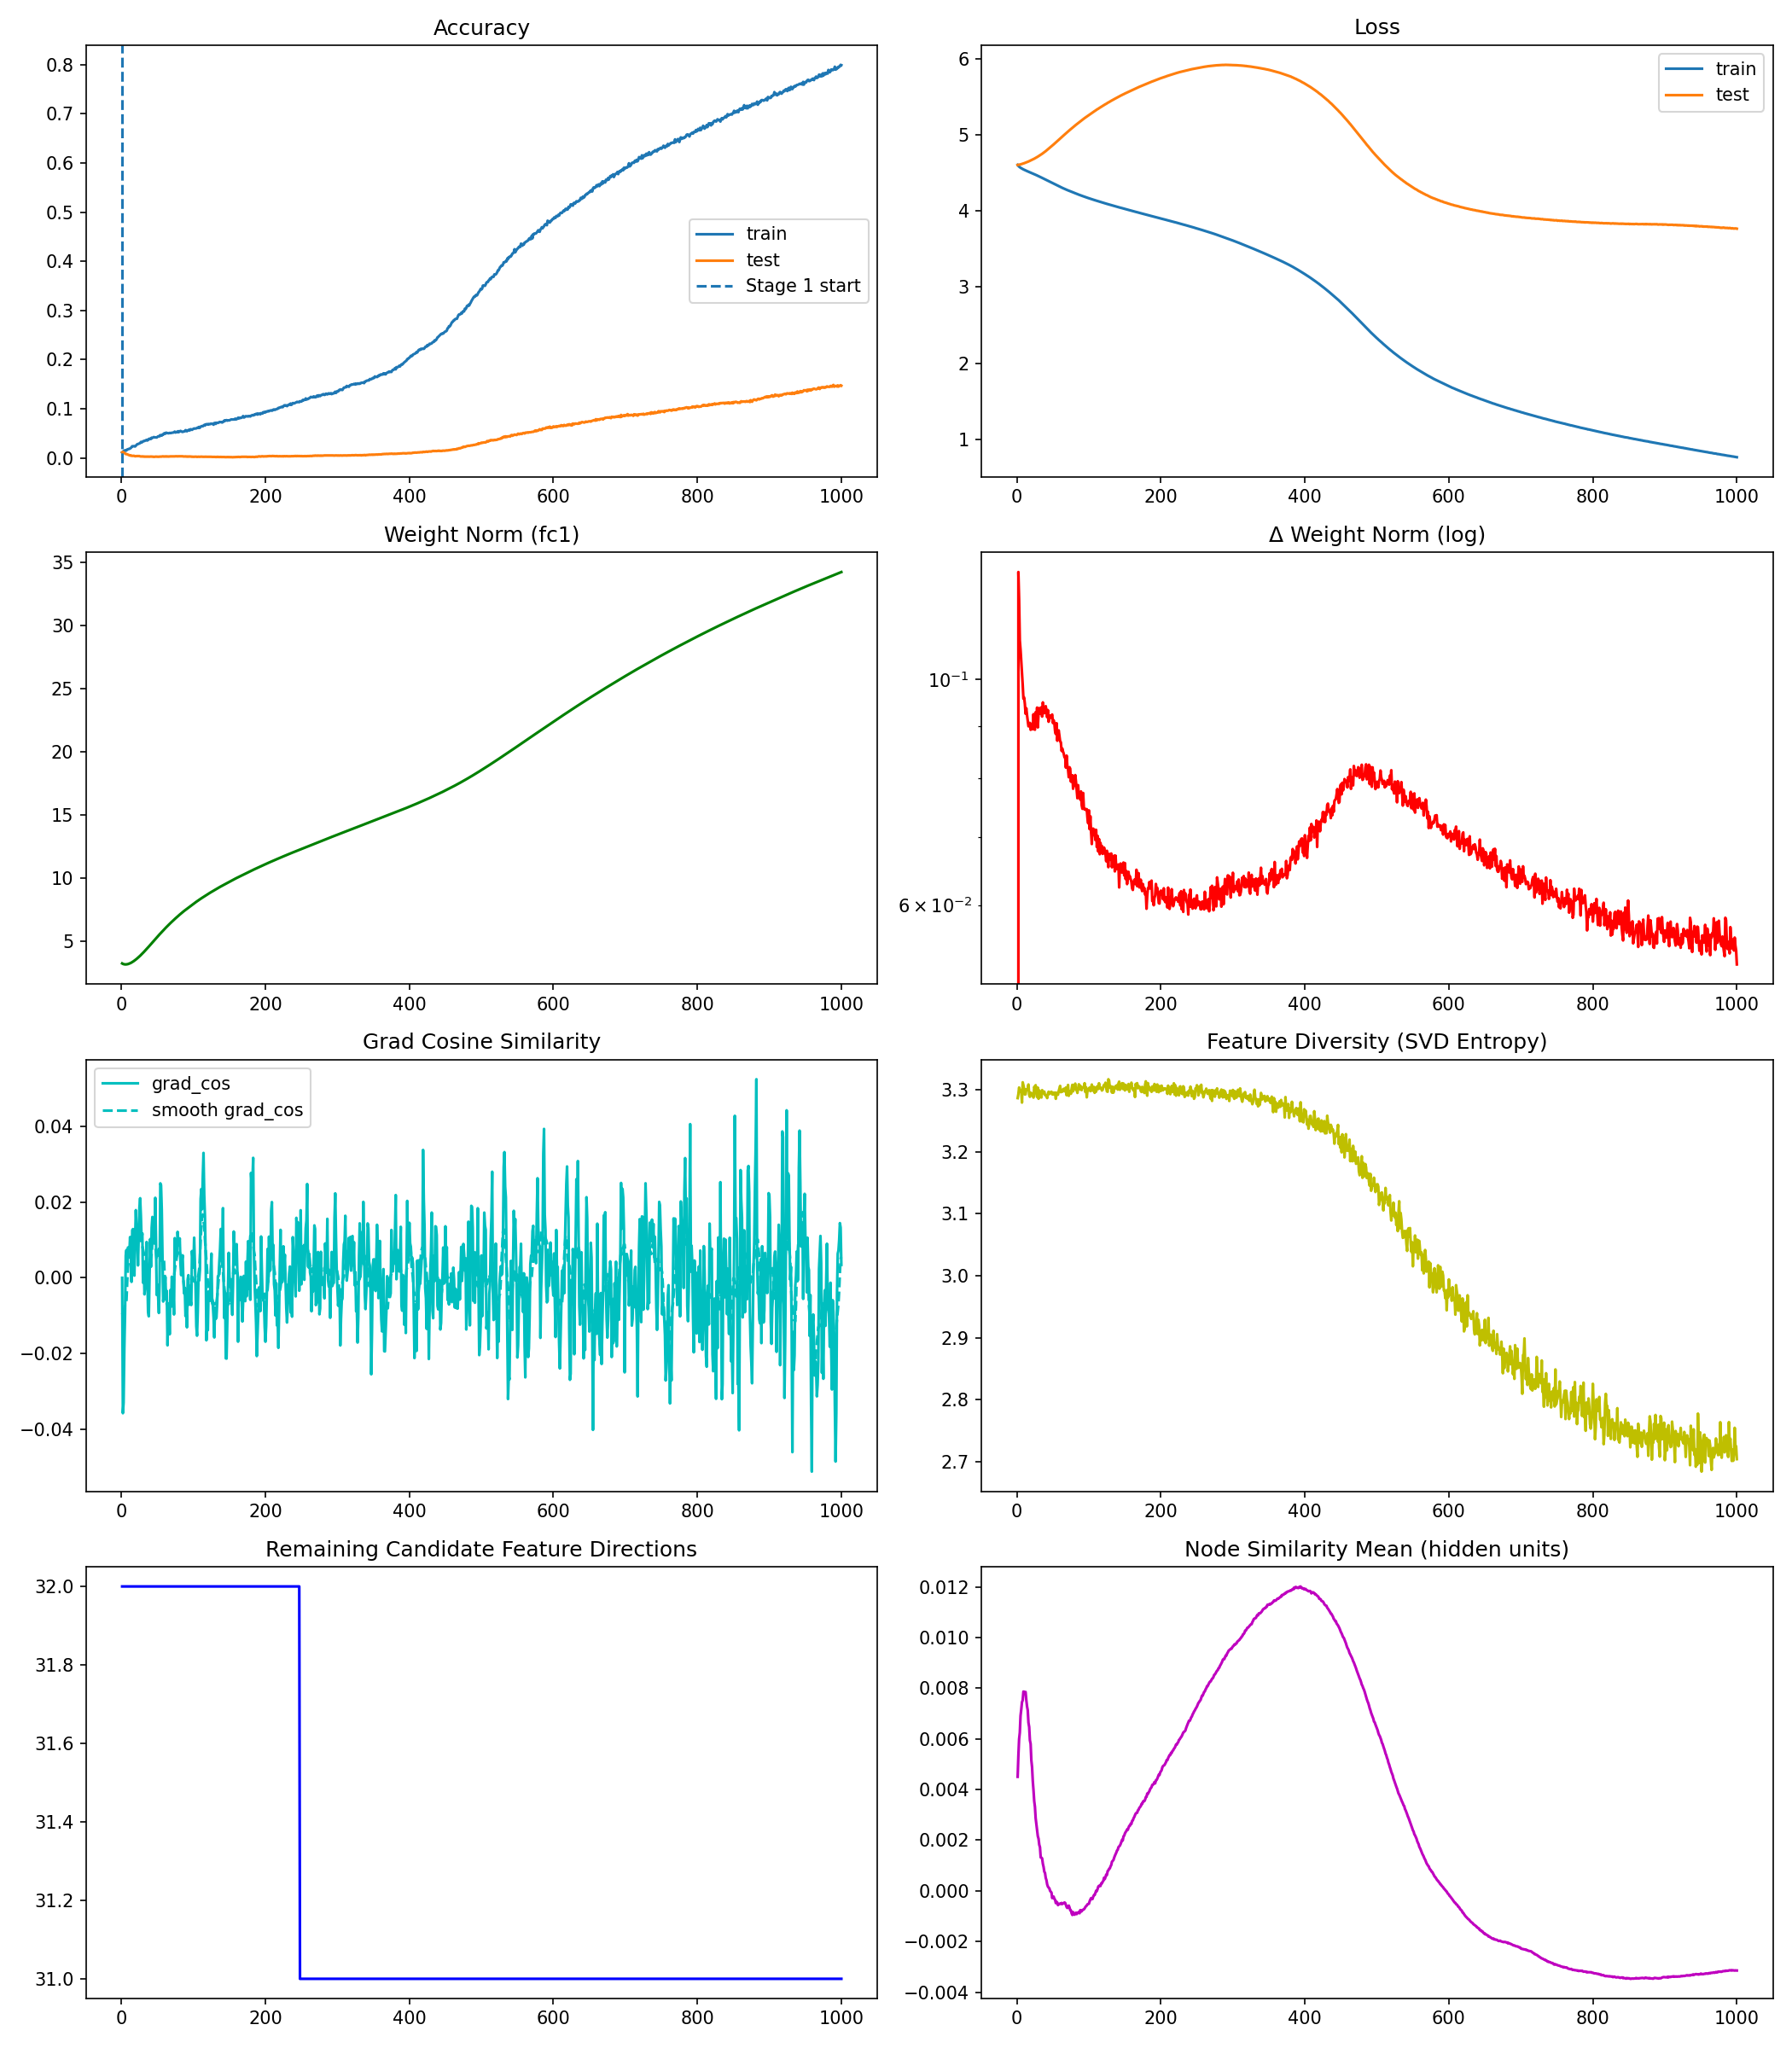 Accuracy
0.8
0.7
0.6
0.5
0.4
0.3
0.2
0.1
0.0
train
test
Stage 1 start
0 200 400 600 800 1000
Loss
6
5
4
3
2
1
train
test
0 200 400 600 800 1000
Weight Norm (fc1)
35
30
25
20
15
10
5
0 200 400 600 800 1000
Δ Weight Norm (log)
10⁻¹
6 × 10⁻²
0 200 400 600 800 1000
Grad Cosine Similarity
grad_cos
smooth grad_cos
0.04
0.02
0.00
−0.02
−0.04
0 200 400 600 800 1000
Feature Diversity (SVD Entropy)
3.3
3.2
3.1
3.0
2.9
2.8
2.7
0 200 400 600 800 1000
Remaining Candidate Feature Directions
32.0
31.8
31.6
31.4
31.2
31.0
0 200 400 600 800 1000
Node Similarity Mean (hidden units)
0.012
0.010
0.008
0.006
0.004
0.002
0.000
−0.002
−0.004
0 200 400 600 800 1000